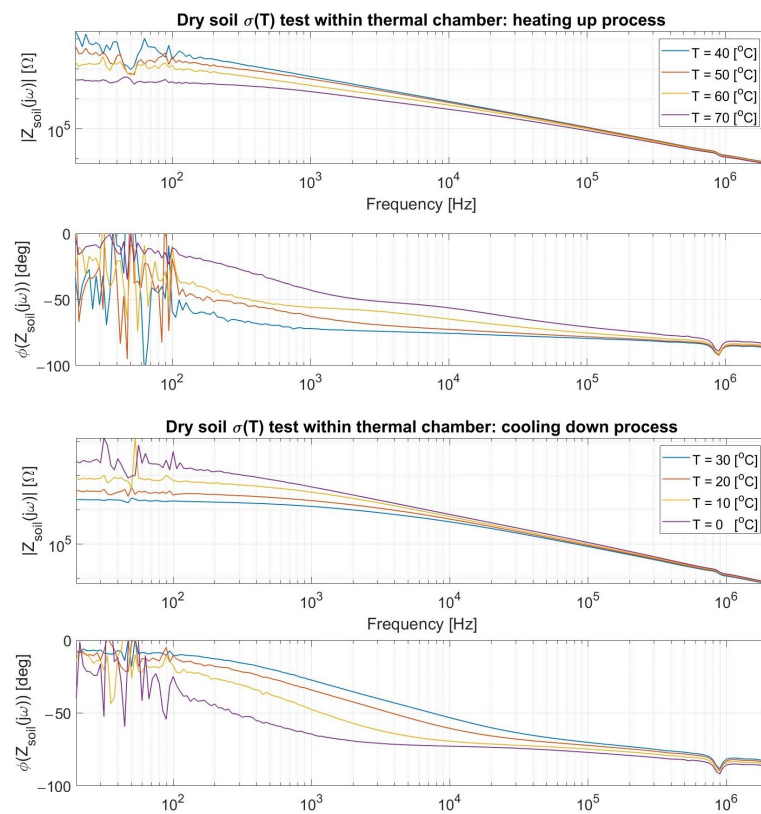 Dry soil σ(T) test within thermal chamber: heating up process
|Z_soil(jω)| [Ω]
10^5
T = 40 [°C]
T = 50 [°C]
T = 60 [°C]
T = 70 [°C]
10^2 10^3 10^4 10^5 10^6
Frequency [Hz]
ϕ(Z_soil(jω)) [deg]
0
-50
-100
10^2 10^3 10^4 10^5 10^6
Dry soil σ(T) test within thermal chamber: cooling down process
|Z_soil(jω)| [Ω]
10^5
T = 30 [°C]
T = 20 [°C]
T = 10 [°C]
T = 0 [°C]
10^2 10^3 10^4 10^5 10^6
Frequency [Hz]
ϕ(Z_soil(jω)) [deg]
0
-50
-100
10^2 10^3 10^4 10^5 10^6